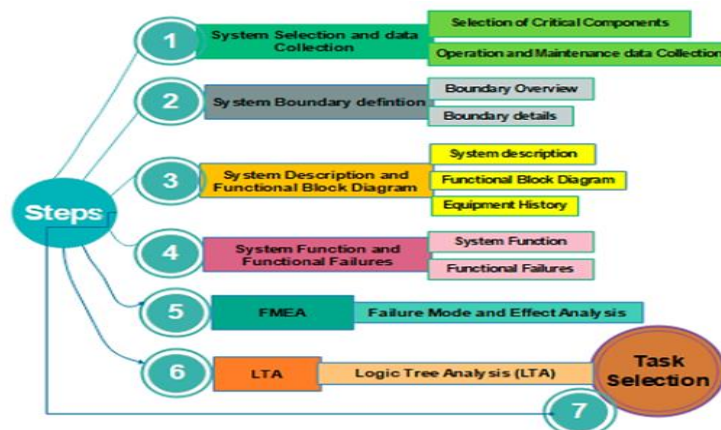 Steps
1
System Selection and data
Collection
Selection of Critical Components
Operation and Maintenance data Collection
2
System Boundary defintion
Boundary Overview
Boundary details
3
System Description and
Functional Block Diagram
System description
Functional Block Diagram
Equipment History
4
System Function and
Functional Failures
System Function
Functional Failures
5
FMEA
Failure Mode and Effect Analysis
6
LTA
Logic Tree Analysis (LTA)
7
Task
Selection